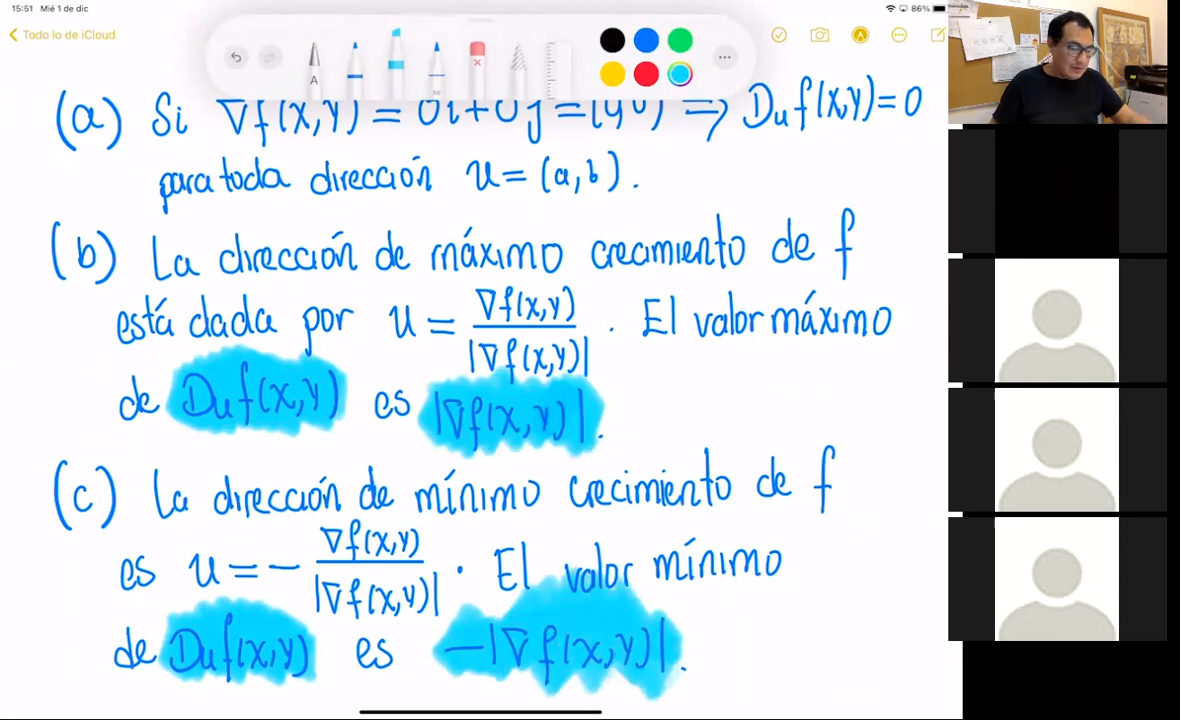 15:51 Mié 1 de dic
86%
Todo lo de iCloud
A
(a) Si ∇f(x,y) = 0i+0j = (0,0) ⇒ Duf(x,y)=0
para toda dirección u=(a,b).
(b) La dirección de máximo crecimiento de f
está dada por u = ∇f(x,y)/|∇f(x,y)| . El valor máximo
de Duf(x,y) es |∇f(x,y)|.
(c) La dirección de mínimo crecimiento de f
es u = − ∇f(x,y)/|∇f(x,y)| . El valor mínimo
de Duf(x,y) es −|∇f(x,y)|.